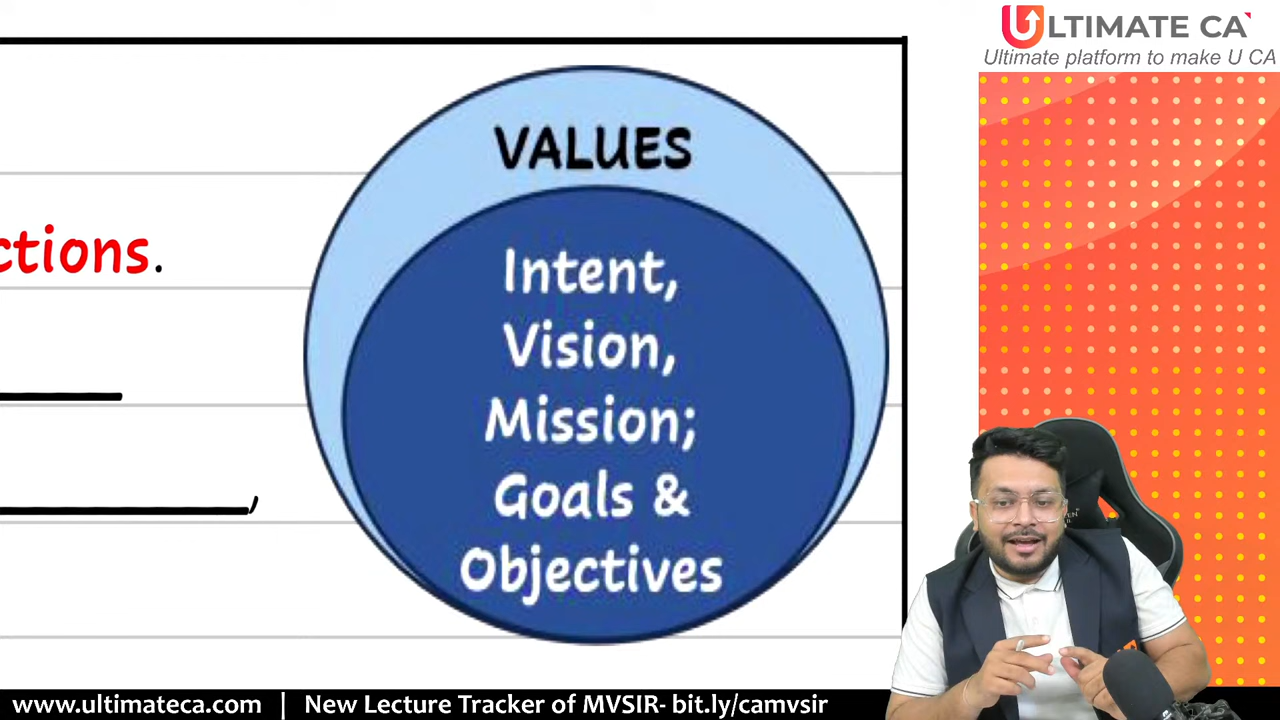 ULTIMATE CA
Ultimate platform to make U CA
VALUES
ctions.
Intent,
Vision,
Mission;
Goals &
Objectives
www.ultimateca.com | New Lecture Tracker of MVSIR- bit.ly/camvsir